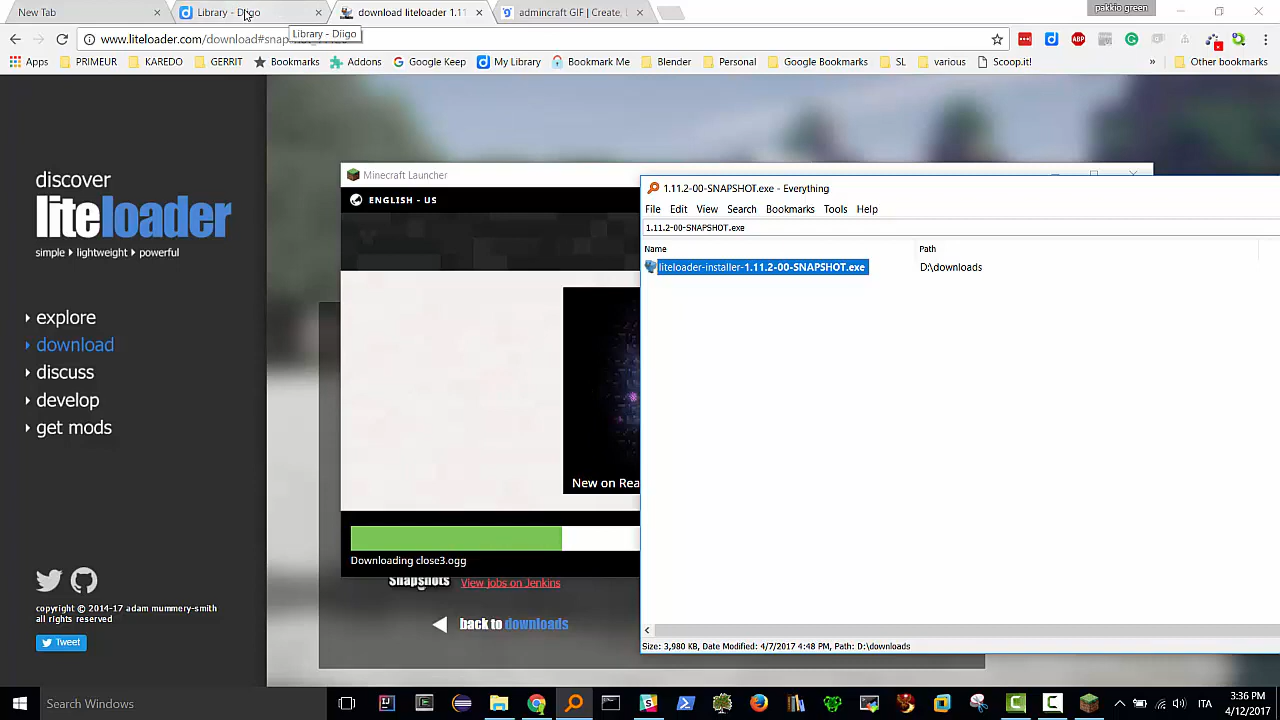 New Tab
Library - Diigo
download liteloader 1.11
admincraft GIF | Create,
pakkio green
Library - Diigo
www.liteloader.com/download#snap
Apps
PRIMEUR
KAREDO
GERRIT
Bookmarks
Addons
Google Keep
My Library
Bookmark Me
Blender
Personal
Google Bookmarks
SL
various
Scoop.it!
»
Other bookmarks
discover
liteloader
simple lightweight powerful
explore
download
discuss
develop
get mods
copyright © 2014-17 adam mummery-smith
all rights reserved
Tweet
Minecraft Launcher
ENGLISH - US
New on Rea
Downloading close3.ogg
Snapshots View jobs on Jenkins
back to downloads
1.11.2-00-SNAPSHOT.exe - Everything
File Edit View Search Bookmarks Tools Help
1.11.2-00-SNAPSHOT.exe
Name Path
liteloader-installer-1.11.2-00-SNAPSHOT.exe D:\downloads
Size: 3,980 KB, Date Modified: 4/7/2017 4:48 PM, Path: D:\downloads
Search Windows
ITA
3:36 PM
4/12/2017